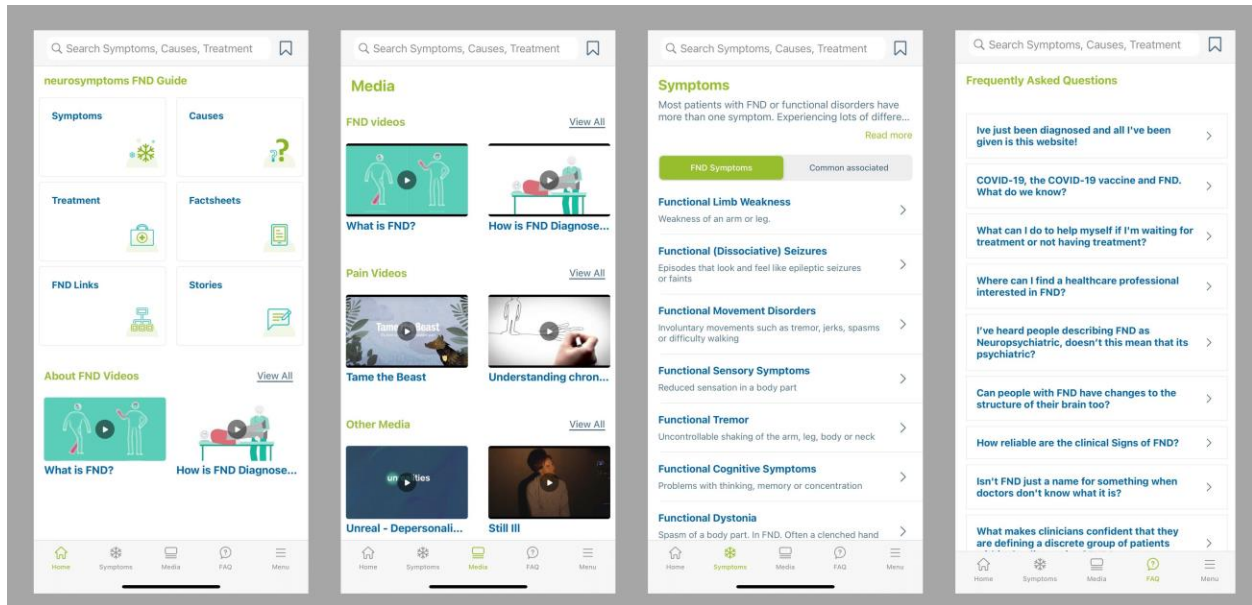 Search Symptoms, Causes, Treatment
neurosymptoms FND Guide
Symptoms
Causes
??
Treatment
Factsheets
FND Links
Stories
About FND Videos
View All
What is FND?
How is FND Diagnose...
Home
Symptoms
Media
FAQ
Menu
Search Symptoms, Causes, Treatment
Media
FND videos
View All
What is FND?
How is FND Diagnose...
Pain Videos
View All
Tame the Beast
Tame the Beast
Understanding chron...
Other Media
View All
Unreal - Depersonali...
Still Ill
Home
Symptoms
Media
FAQ
Menu
Search Symptoms, Causes, Treatment
Symptoms
Most patients with FND or functional disorders have
more than one symptom. Experiencing lots of differe...
Read more
FND Symptoms
Common associated
Functional Limb Weakness
Weakness of an arm or leg.
Functional (Dissociative) Seizures
Episodes that look and feel like epileptic seizures
or faints
Functional Movement Disorders
Involuntary movements such as tremor, jerks, spasms
or difficulty walking
Functional Sensory Symptoms
Reduced sensation in a body part
Functional Tremor
Uncontrollable shaking of the arm, leg, body or neck
Functional Cognitive Symptoms
Problems with thinking, memory or concentration
Functional Dystonia
Spasm of a body part. In FND. Often a clenched hand
Home
Symptoms
Media
FAQ
Menu
Search Symptoms, Causes, Treatment
Frequently Asked Questions
Ive just been diagnosed and all I've been
given is this website!
COVID-19, the COVID-19 vaccine and FND.
What do we know?
What can I do to help myself if I'm waiting for
treatment or not having treatment?
Where can I find a healthcare professional
interested in FND?
I've heard people describing FND as
Neuropsychiatric, doesn't this mean that its
psychiatric?
Can people with FND have changes to the
structure of their brain too?
How reliable are the clinical Signs of FND?
Isn't FND just a name for something when
doctors don't know what it is?
What makes clinicians confident that they
are defining a discrete group of patients
Home
Symptoms
Media
FAQ
Menu